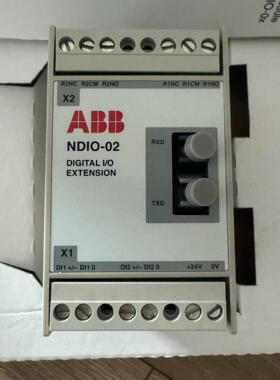 R2NC R2CM R2NO R1NC R1CM R1NO
X2
ABB
NDIO-02
DIGITAL I/O
EXTENSION
RXD
TXD
X1
DI1 +/- DI1 0 DI2 +/- DI2 0 +24V 0V